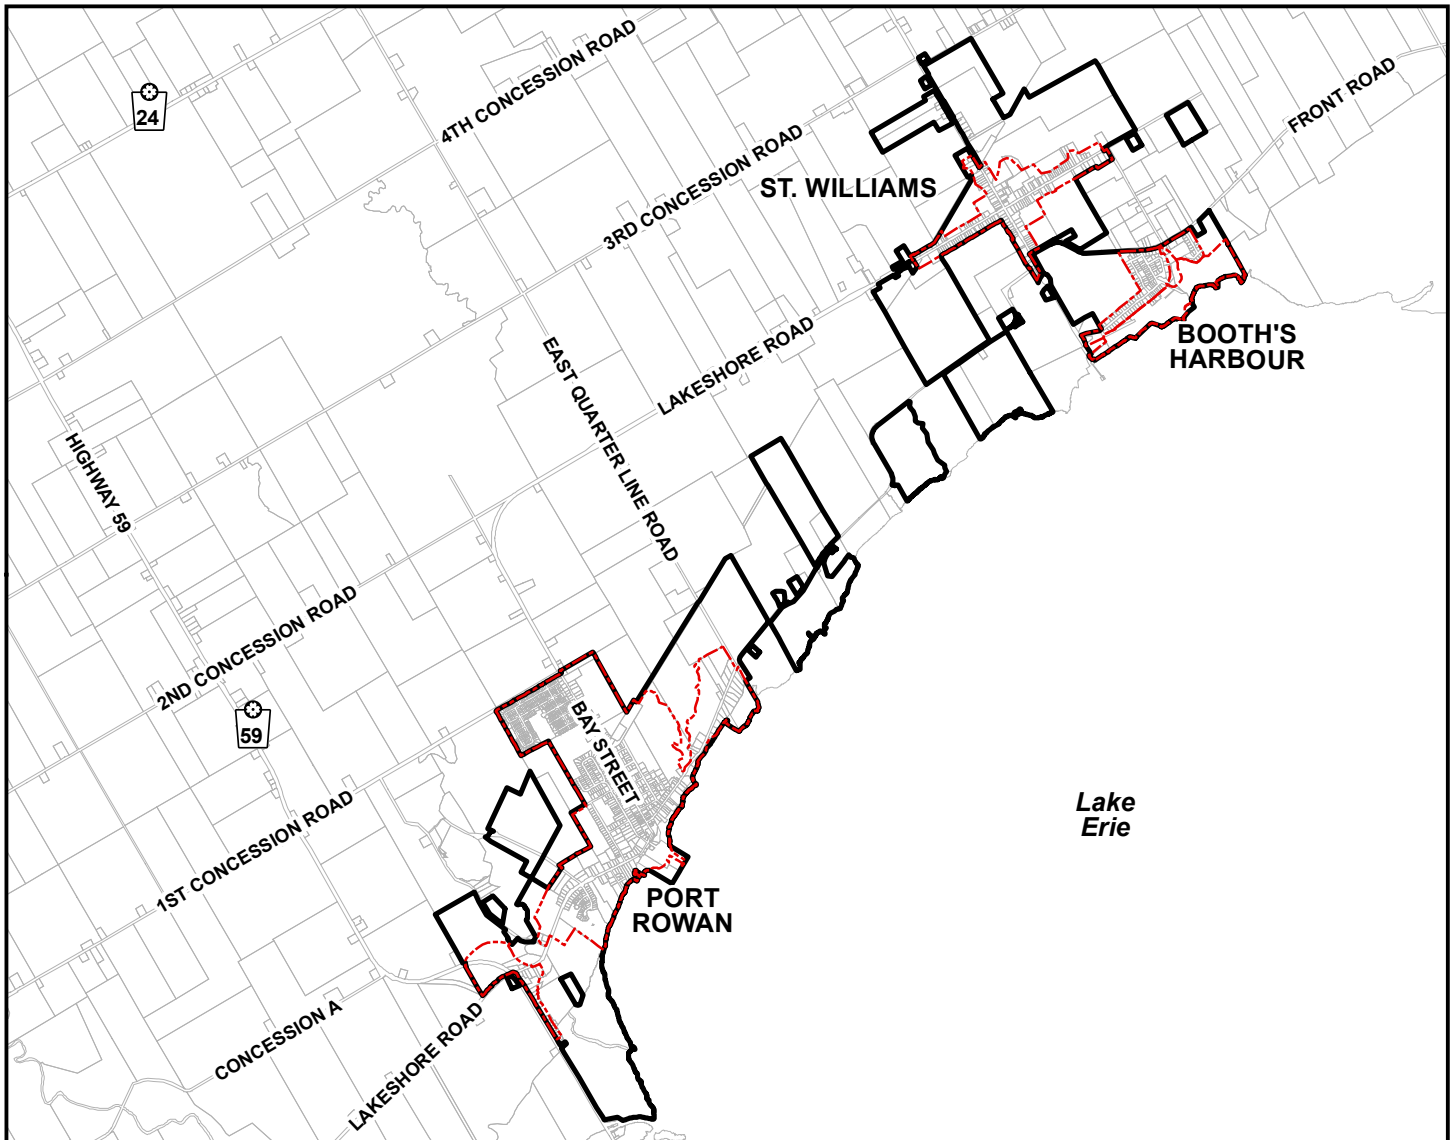 4TH CONCESSION ROAD
24
FRONT ROAD
3RD CONCESSION ROAD
ST. WILLIAMS
BOOTH'S
HARBOUR
LAKESHORE ROAD
EAST QUARTER LINE ROAD
HIGHWAY 59
2ND CONCESSION ROAD
59
BAY STREET
Lake
Erie
1ST CONCESSION ROAD
PORT
ROWAN
CONCESSION A
LAKESHORE ROAD